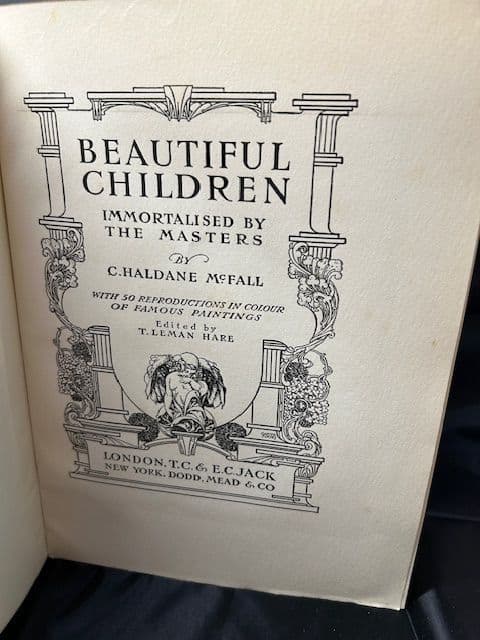 BEAUTIFUL
CHILDREN
IMMORTALISED BY
THE MASTERS
BY
C. HALDANE McFALL
WITH 50 REPRODUCTIONS IN COLOUR
OF FAMOUS PAINTINGS
Edited by
T. LEMAN HARE
LONDON, T.C. & E.C. JACK
NEW YORK, DODD, MEAD & CO